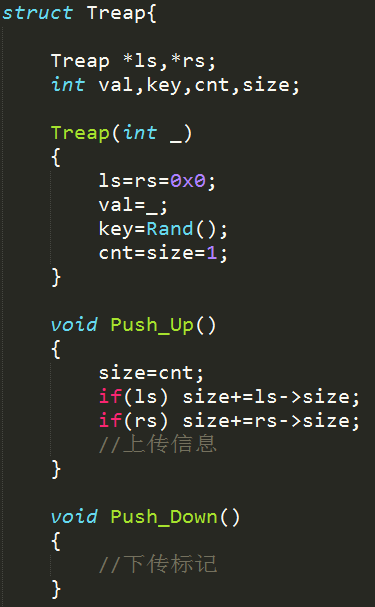 struct Treap{
Treap *ls,*rs;
int val,key,cnt,size;
Treap(int _)
{
ls=rs=0x0;
val=_;
key=Rand();
cnt=size=1;
}
void Push_Up()
{
size=cnt;
if(ls) size+=ls->size;
if(rs) size+=rs->size;
//上传信息
}
void Push_Down()
{
//下传标记
}